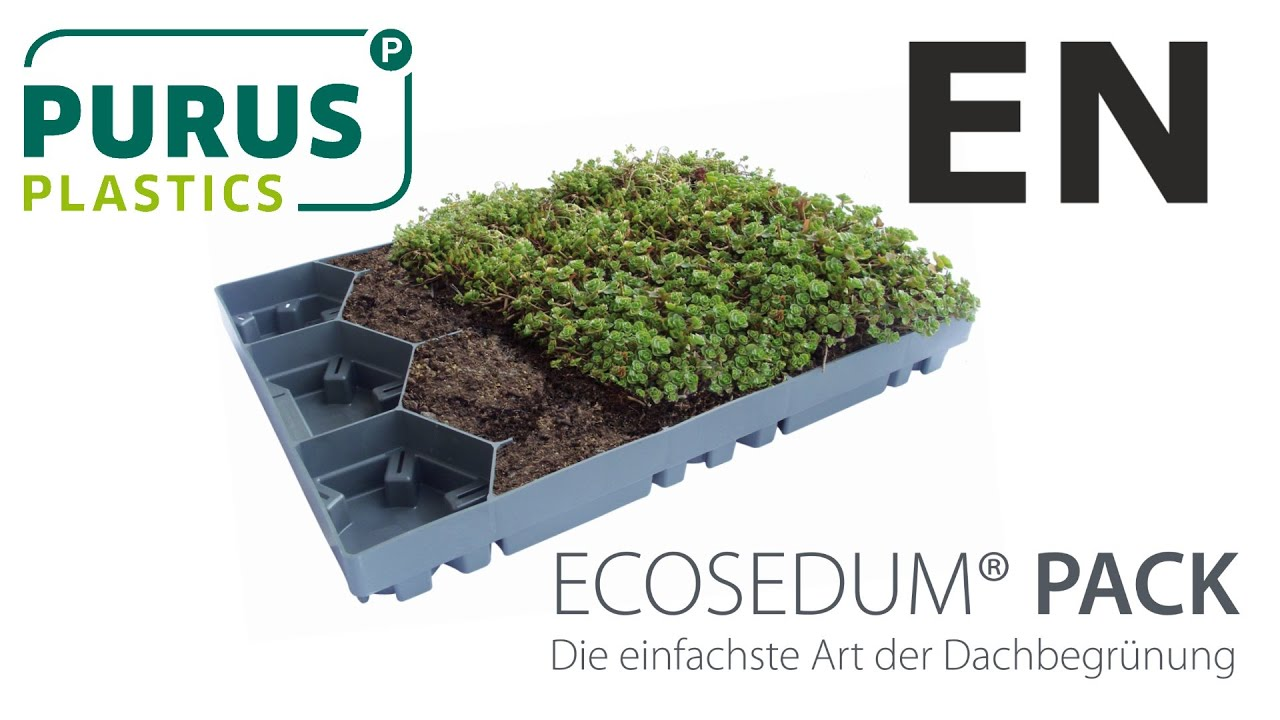 P
PURUS
PLASTICS
EN
ECOSEDUM® PACK
Die einfachste Art der Dachbegrünung